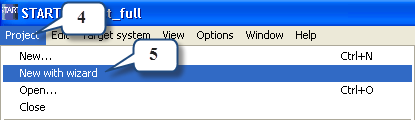 START _full
4
Project Edit Target system View Options Window Help
5
New... Ctrl+N
New with wizard
Open... Ctrl+O
Close